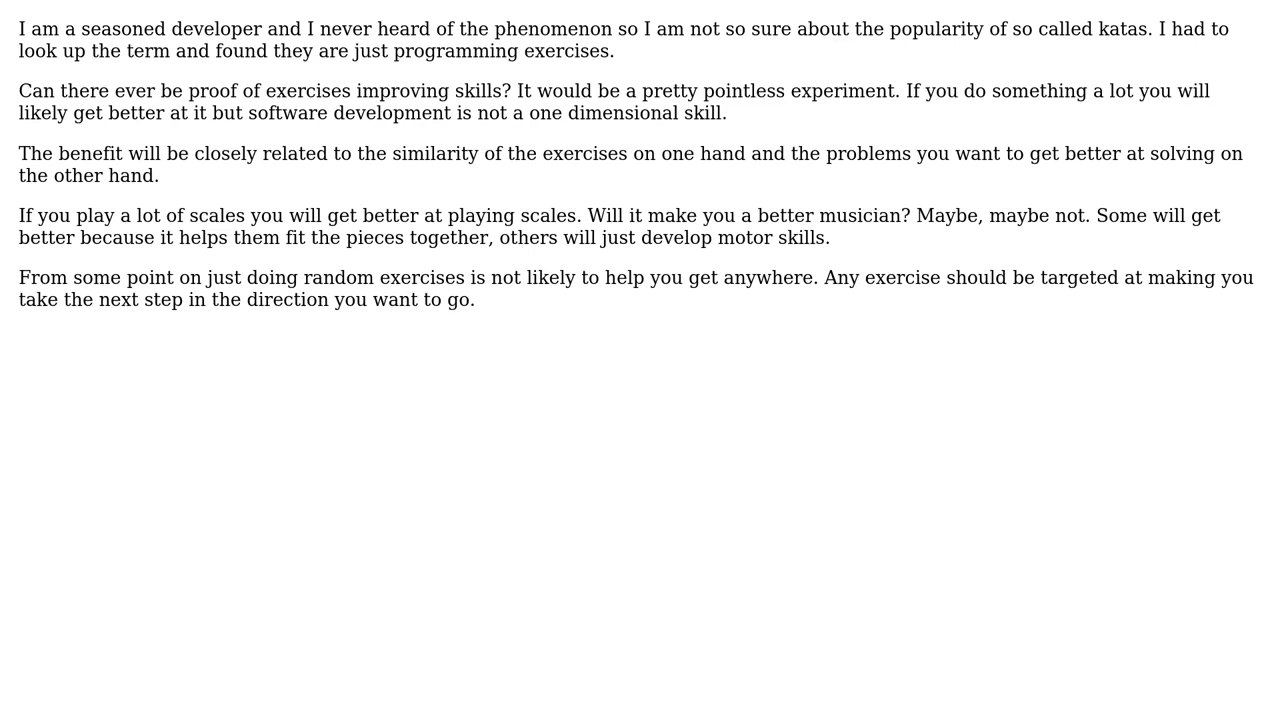 I am a seasoned developer and I never heard of the phenomenon so I am not so sure about the popularity of so called katas. I had to
look up the term and found they are just programming exercises.
Can there ever be proof of exercises improving skills? It would be a pretty pointless experiment. If you do something a lot you will
likely get better at it but software development is not a one dimensional skill.
The benefit will be closely related to the similarity of the exercises on one hand and the problems you want to get better at solving on
the other hand.
If you play a lot of scales you will get better at playing scales. Will it make you a better musician? Maybe, maybe not. Some will get
better because it helps them fit the pieces together, others will just develop motor skills.
From some point on just doing random exercises is not likely to help you get anywhere. Any exercise should be targeted at making you
take the next step in the direction you want to go.